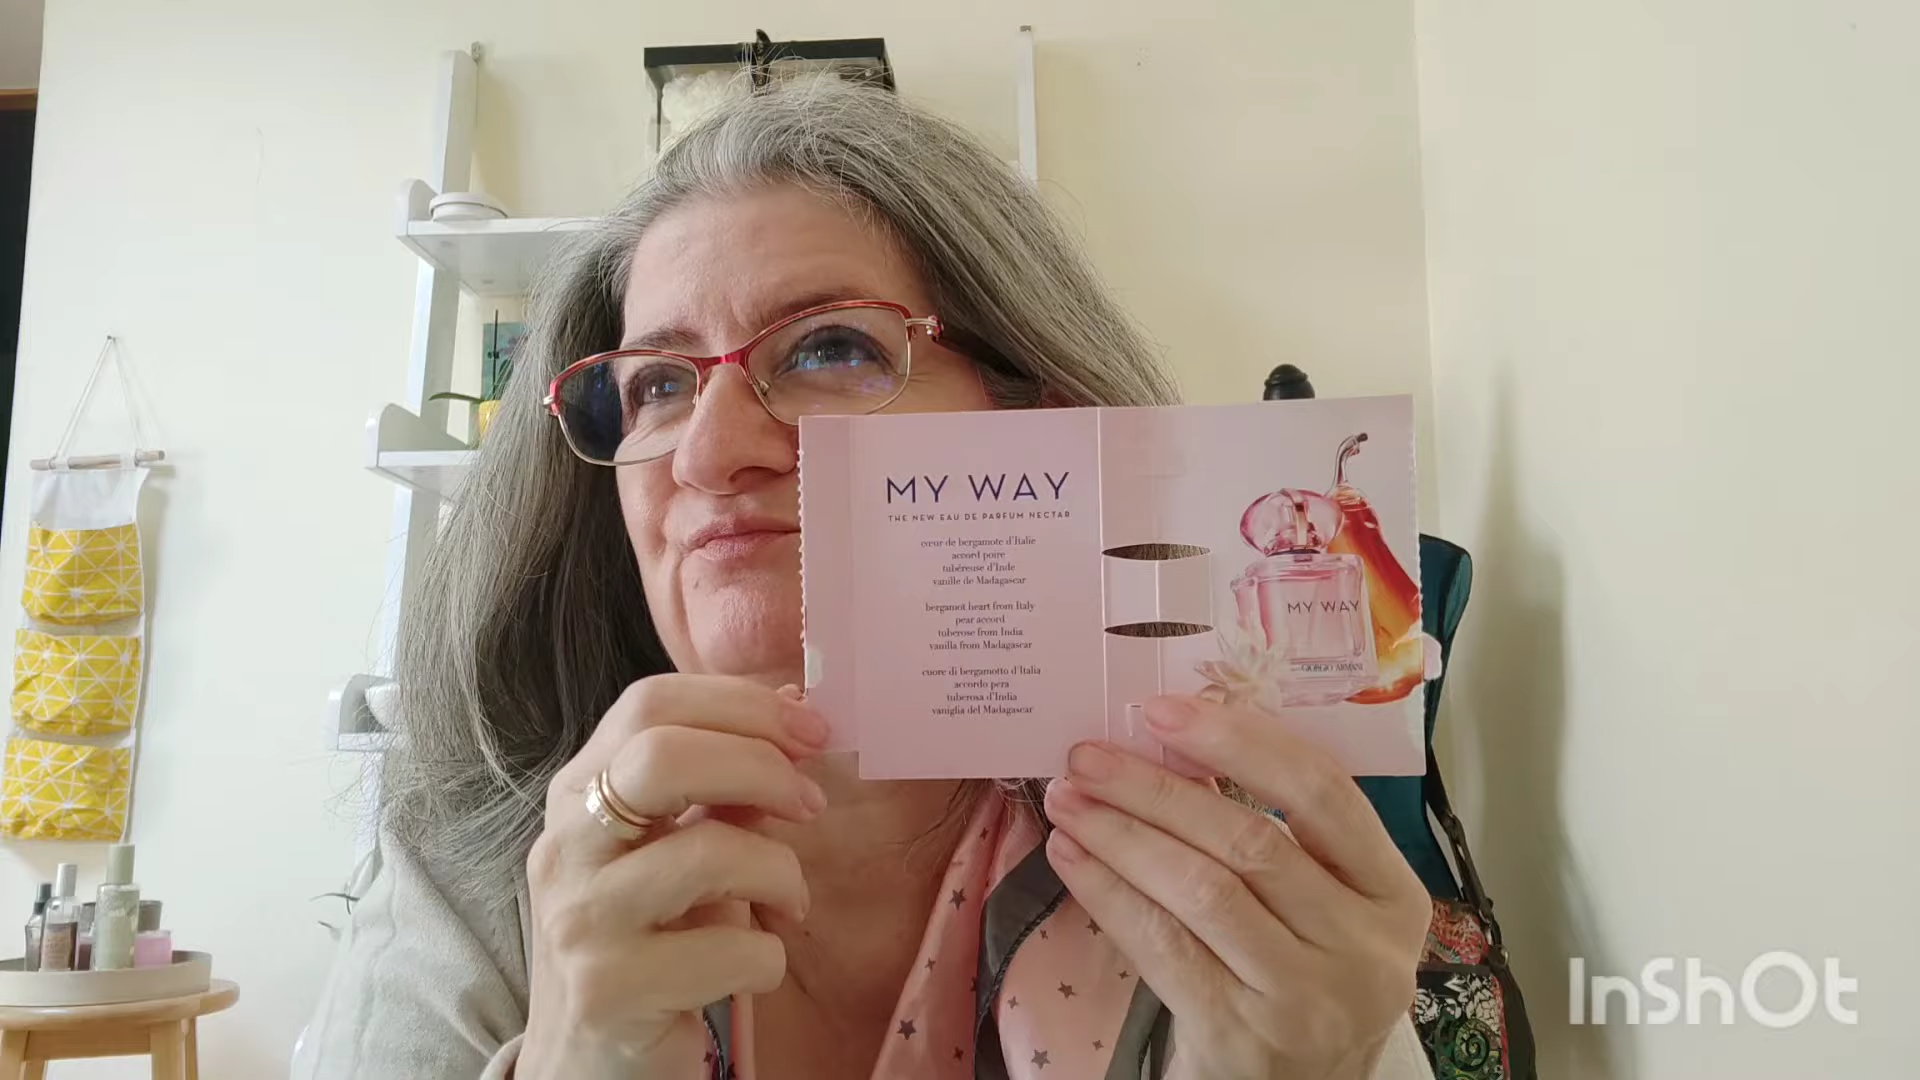 MY WAY
THE NEW EAU DE PARFUM NECTAR
cœur de bergamote d'Italie
accord poire
tubéreuse d'Inde
vanille de Madagascar
bergamot heart from Italy
pear accord
tuberose from India
vanilla from Madagascar
cuore di bergamotto d'Italia
accordo pera
tuberosa d'India
vaniglia del Madagascar
MY WAY
GIORGIO ARMANI
InShOt